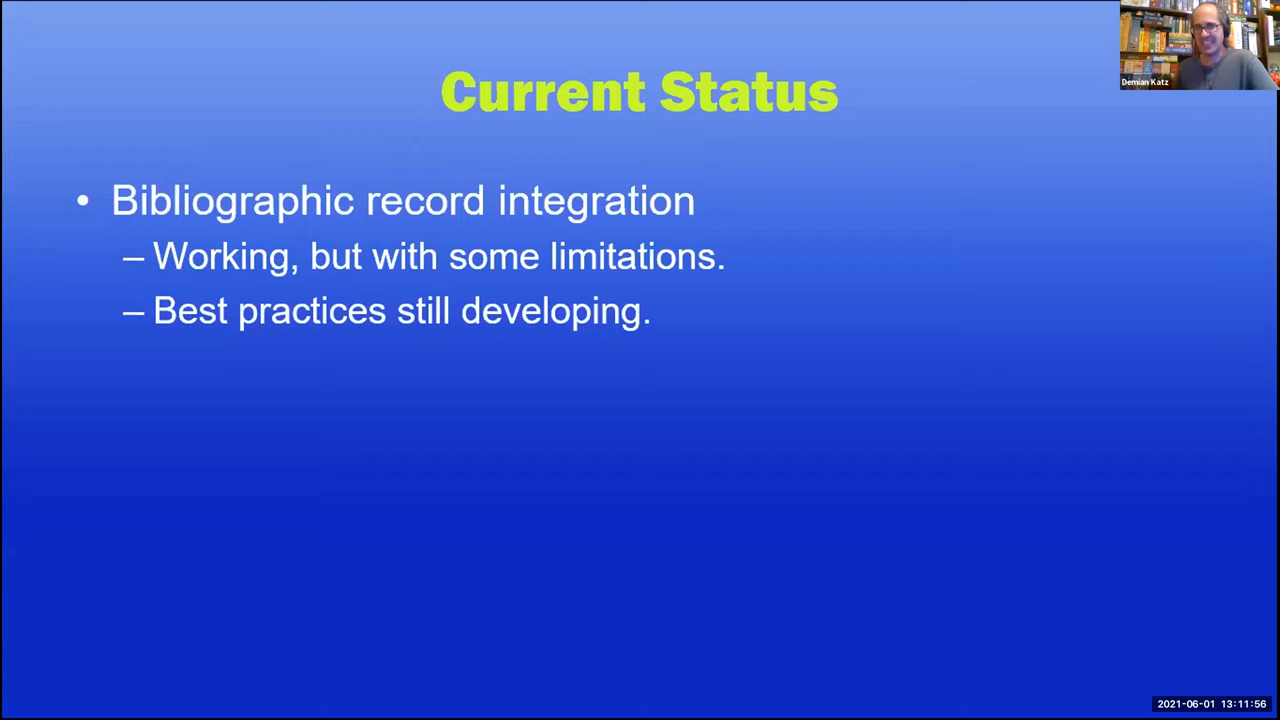 Current Status
• Bibliographic record integration
– Working, but with some limitations.
– Best practices still developing.
Demian Katz
2021-06-01 13:11:56